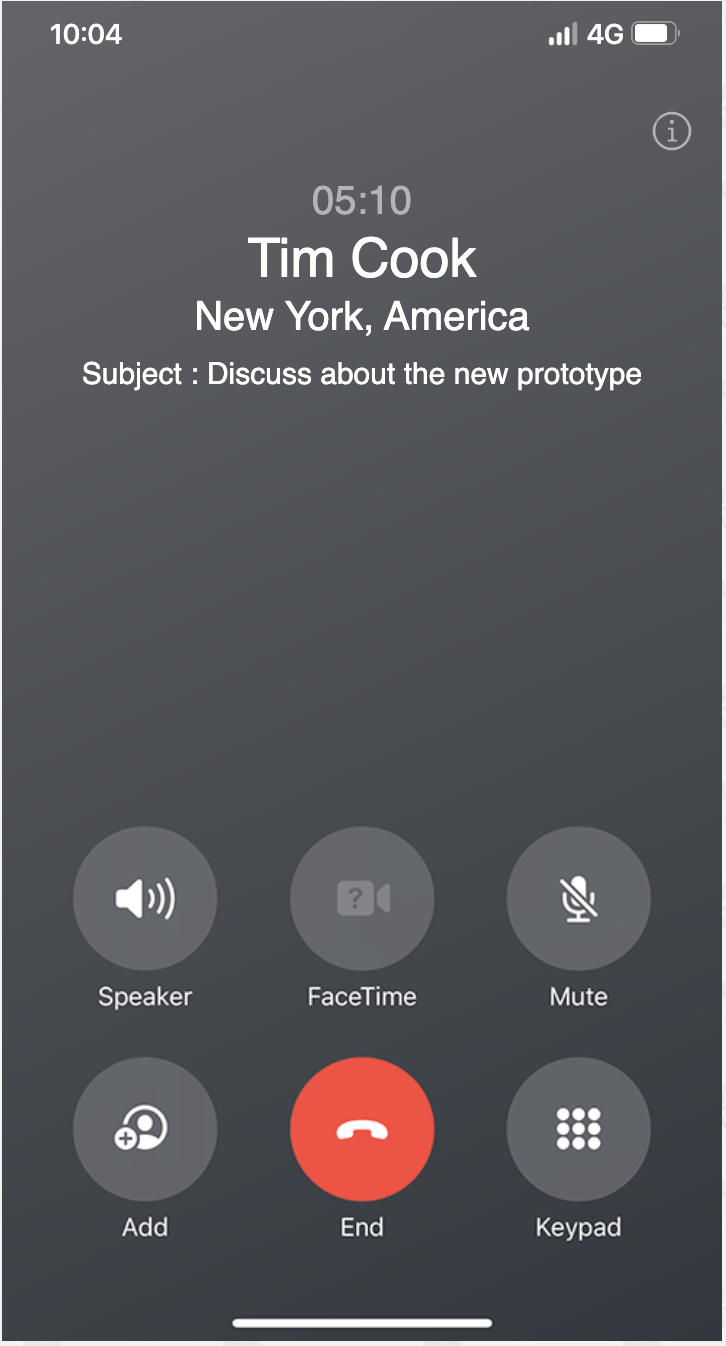 10:04 4G
05:10
Tim Cook
New York, America
Subject : Discuss about the new prototype
?
Speaker FaceTime Mute
Add End Keypad